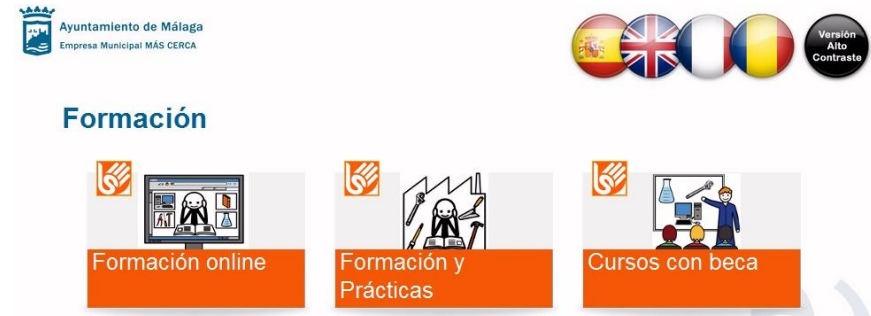 Ayuntamiento de Málaga
Empresa Municipal MÁS CERCA
Versión
Alto
Contraste
Formación
Formación online
Formación y
Prácticas
Cursos con beca